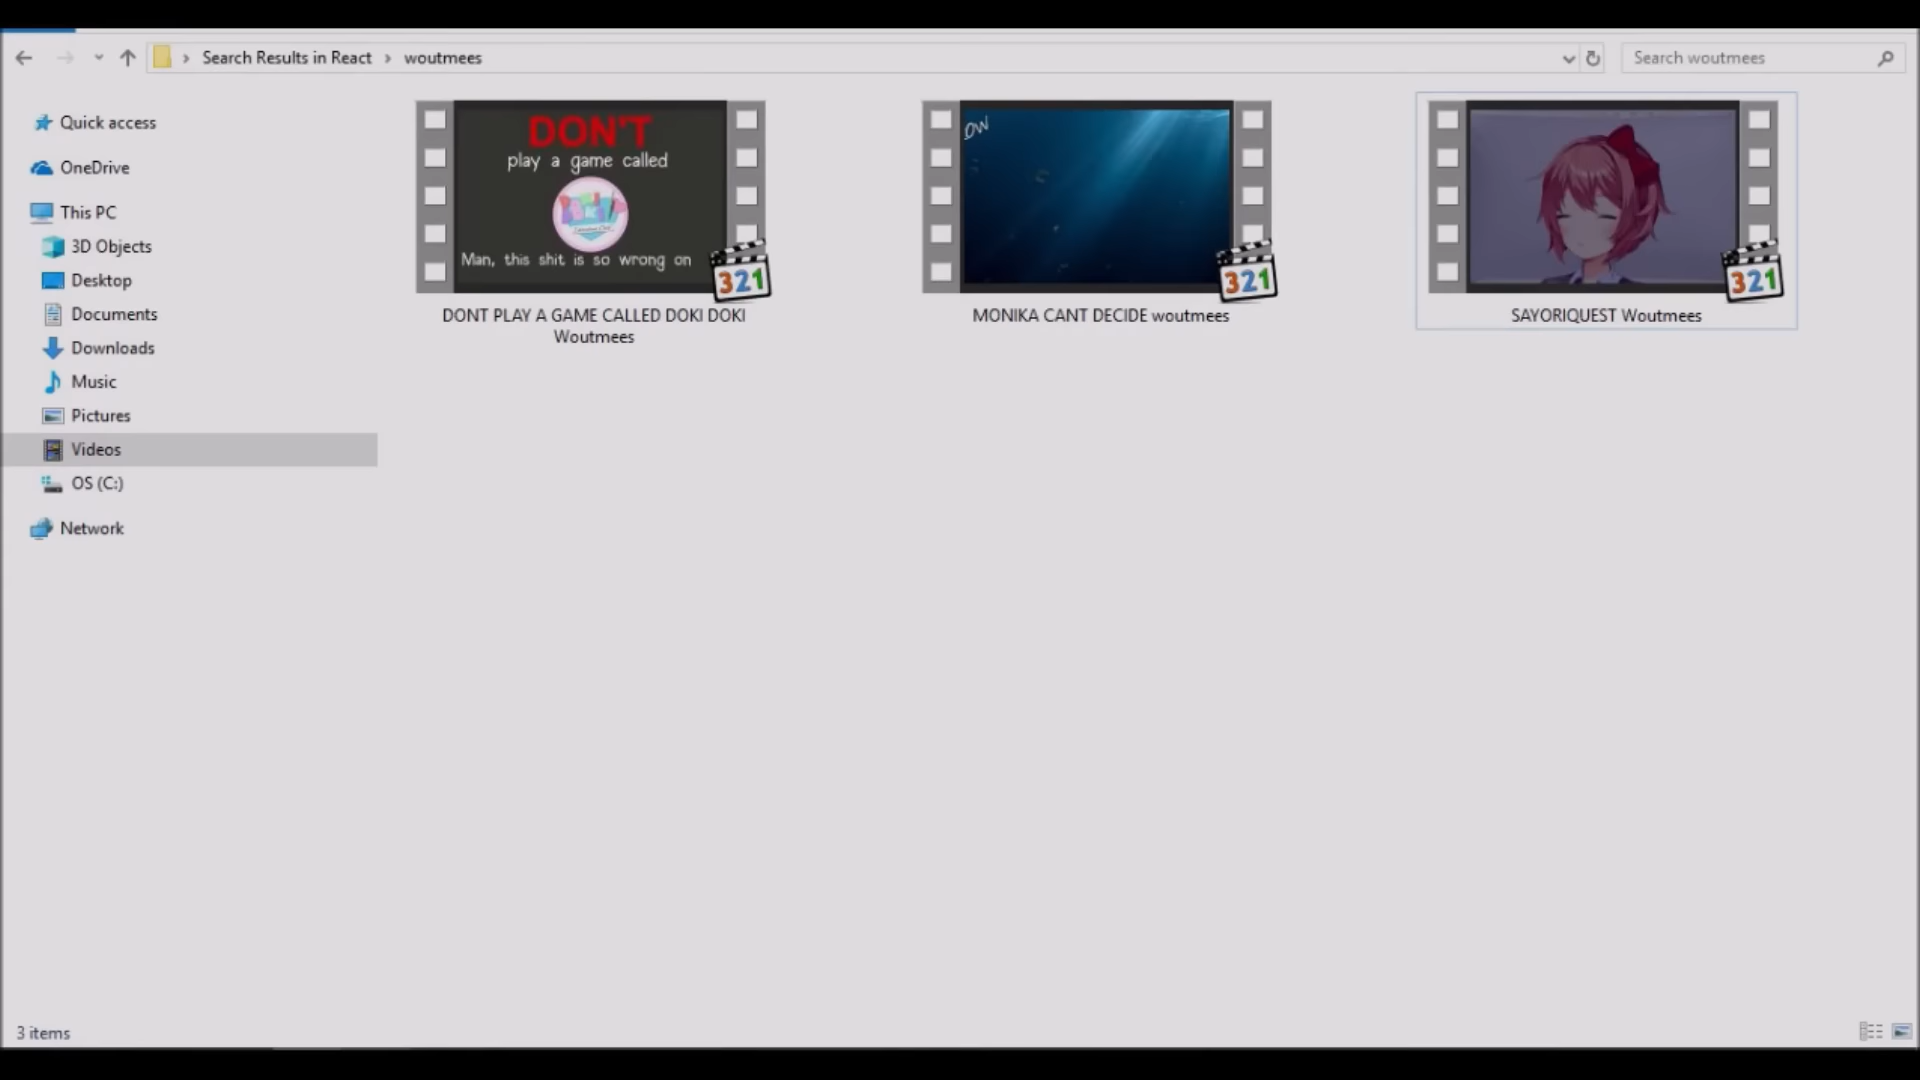 Search Results in React
woutmees
Search woutmees
Quick access
OneDrive
This PC
3D Objects
Desktop
Documents
Downloads
Music
Pictures
Videos
OS (C:)
Network
DON'T
play a game called
Man, this shit is so wrong on
321
DONT PLAY A GAME CALLED DOKI DOKI
Woutmees
OW
321
MONIKA CANT DECIDE woutmees
321
SAYORIQUEST Woutmees
3 items